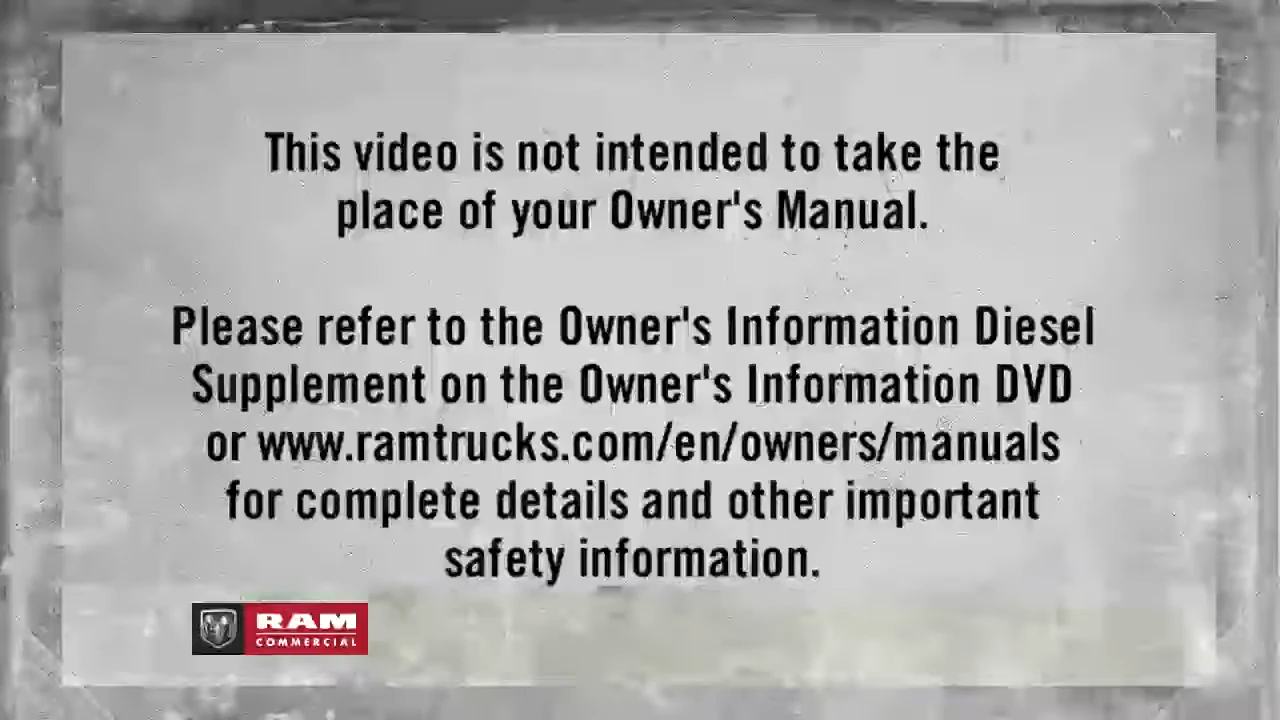 This video is not intended to take the
place of your Owner's Manual.
Please refer to the Owner's Information Diesel
Supplement on the Owner's Information DVD
or www.ramtrucks.com/en/owners/manuals
for complete details and other important
safety information.
RAM
COMMERCIAL